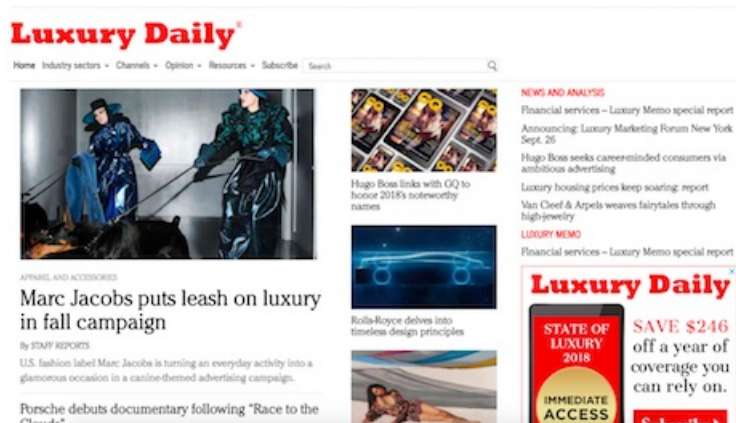 Luxury Daily®
Home Industry sectors Channels Opinion Resources Subscribe Search
APPAREL AND ACCESSORIES
Marc Jacobs puts leash on luxury
in fall campaign
By STAFF REPORTS
U.S. fashion label Marc Jacobs is turning an everyday activity into a
glamorous occasion in a canine-themed advertising campaign.
Porsche debuts documentary following "Race to the
Clouds"
GQ
Hugo Boss links with GQ to
honor 2018's noteworthy
names
Rolls-Royce delves into
timeless design principles
NEWS AND ANALYSIS
Financial services – Luxury Memo special report
Announcing: Luxury Marketing Forum New York
Sept. 26
Hugo Boss seeks career-minded consumers via
ambitious advertising
Luxury housing prices keep soaring: report
Van Cleef & Arpels weaves fairytales through
high-jewelry
LUXURY MEMO
Financial services – Luxury Memo special report
Luxury Daily
STATE OF
LUXURY
2018
IMMEDIATE
ACCESS
SAVE $246
off a year of
coverage you
can rely on.